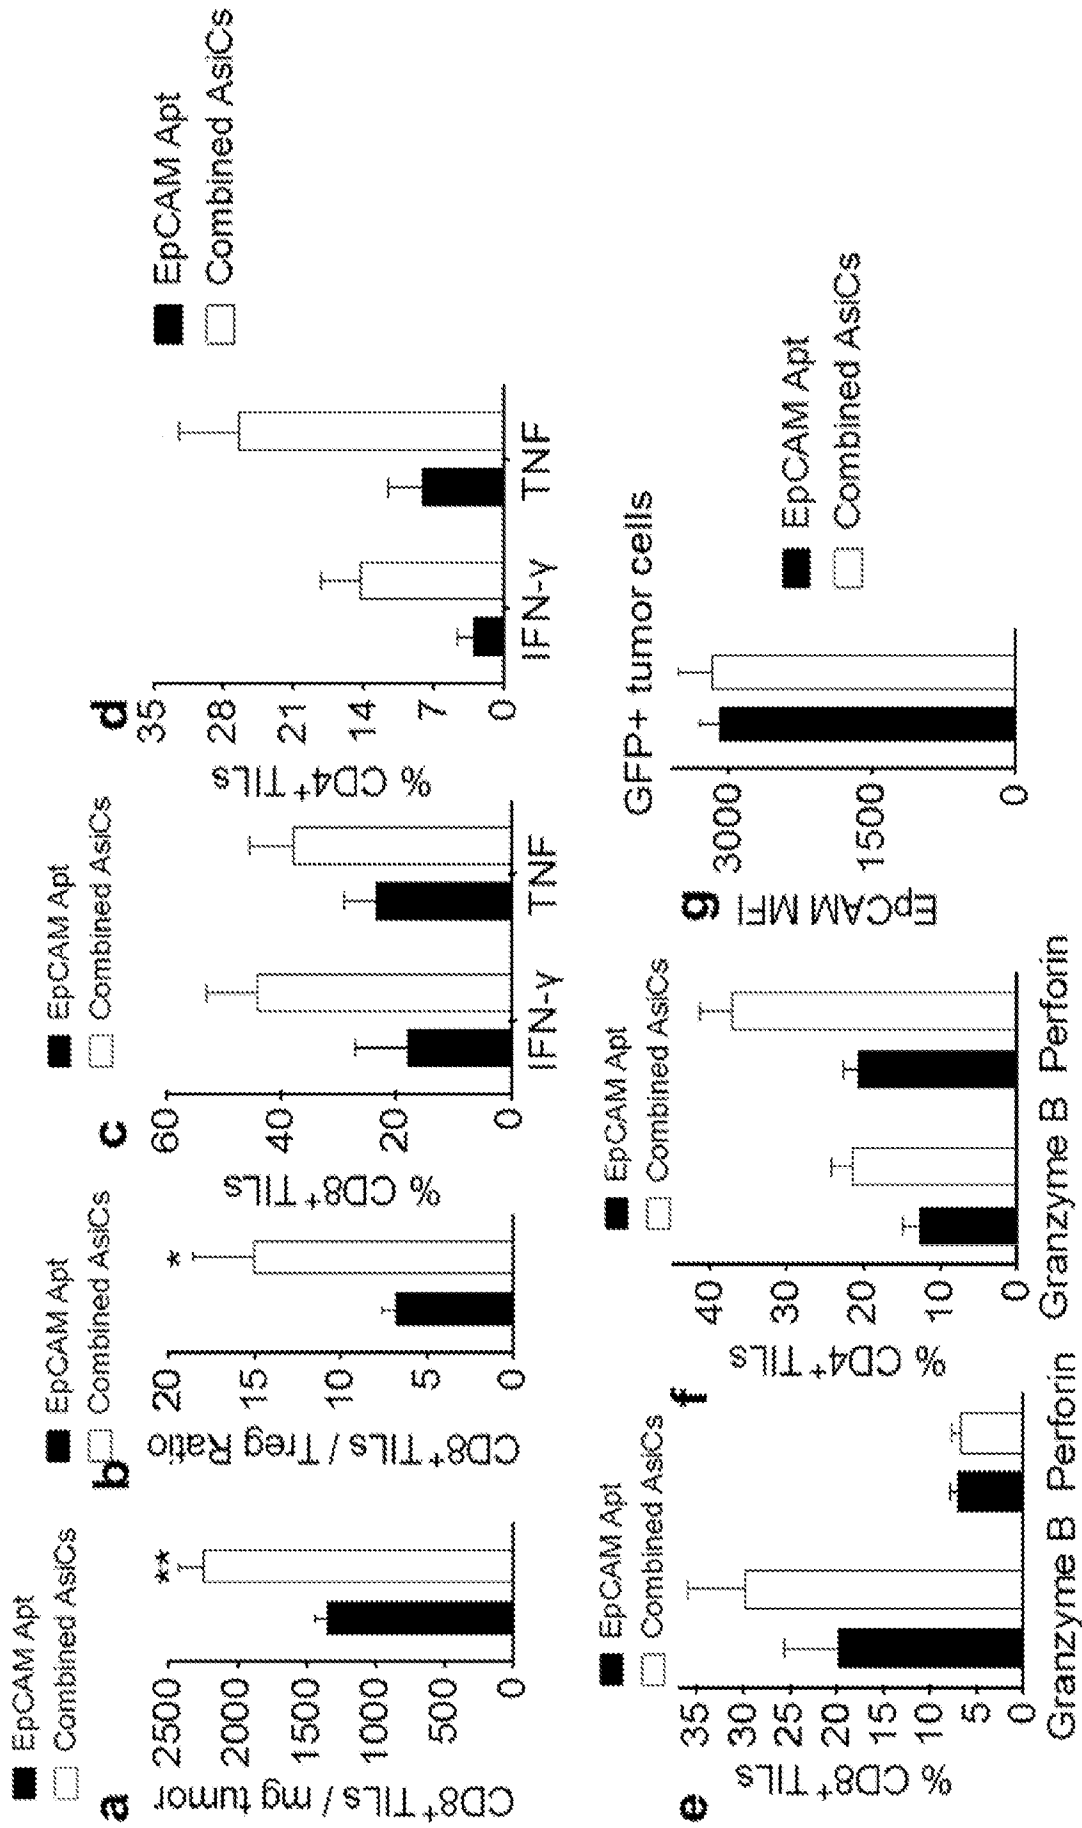 a
EpCAM Apt
Combined AsiCs
CD8+ TILs / mg tumor
2500
2000
1500
1000
500
0
**
b
EpCAM Apt
Combined AsiCs
CD8+ TILs / Treg Ratio
20
15
10
5
0
*
c
EpCAM Apt
Combined AsiCs
% CD8+ TILs
60
40
20
0
IFN-γ TNF
d
EpCAM Apt
Combined AsiCs
% CD4+ TILs
35
28
21
14
7
0
IFN-γ TNF
e
EpCAM Apt
Combined AsiCs
% CD8+ TILs
35
30
25
20
15
10
5
0
Granzyme B Perforin
f
EpCAM Apt
Combined AsiCs
% CD4+ TILs
40
30
20
10
0
Granzyme B Perforin
g
GFP+ tumor cells
EpCAM Apt
Combined AsiCs
EpCAM MFI
3000
1500
0